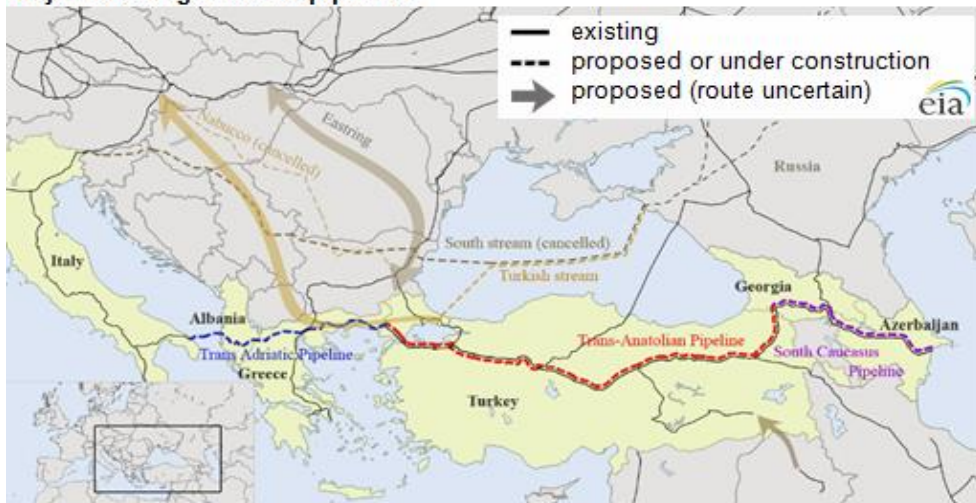 existing
proposed or under construction
proposed (route uncertain)
eia
Nabucco (cancelled)
Eastring
Russia
South stream (cancelled)
Turkish stream
Italy
Georgia
Albania
Azerbaijan
Trans Adriatic Pipeline
Trans-Anatolian Pipeline
South Caucasus
Pipeline
Greece
Turkey